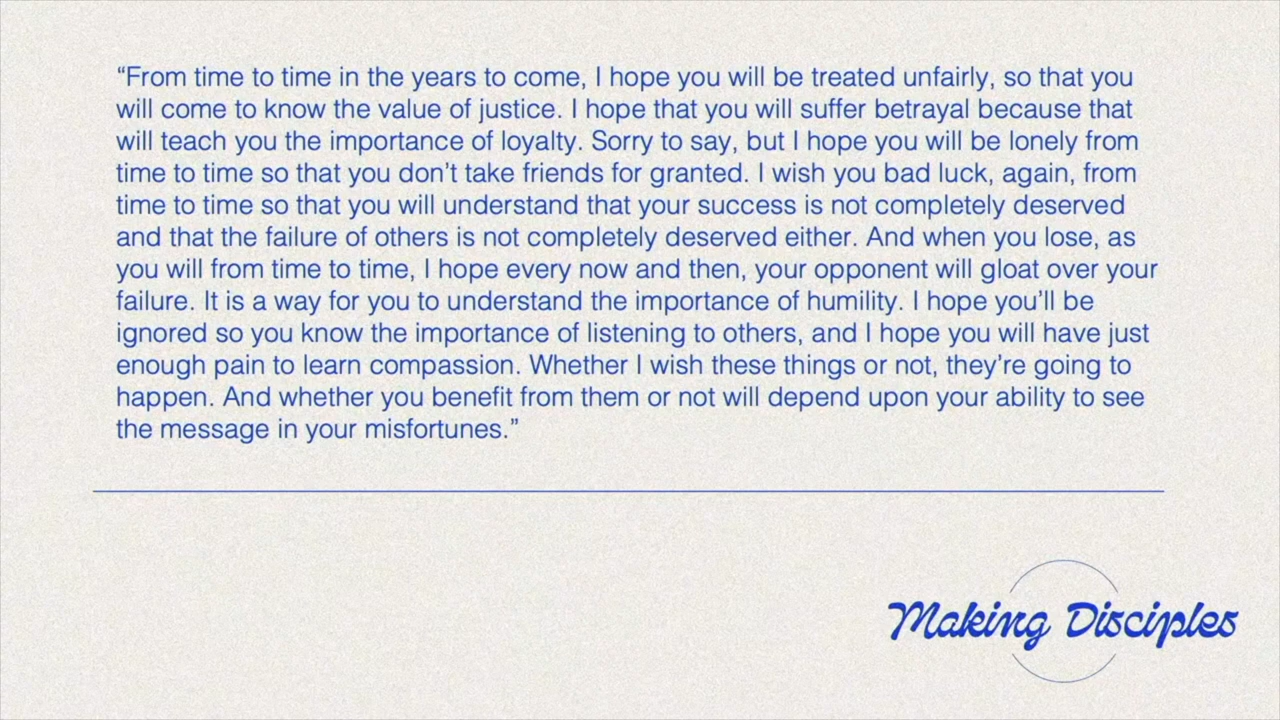 “From time to time in the years to come, I hope you will be treated unfairly, so that you
will come to know the value of justice. I hope that you will suffer betrayal because that
will teach you the importance of loyalty. Sorry to say, but I hope you will be lonely from
time to time so that you don’t take friends for granted. I wish you bad luck, again, from
time to time so that you will understand that your success is not completely deserved
and that the failure of others is not completely deserved either. And when you lose, as
you will from time to time, I hope every now and then, your opponent will gloat over your
failure. It is a way for you to understand the importance of humility. I hope you’ll be
ignored so you know the importance of listening to others, and I hope you will have just
enough pain to learn compassion. Whether I wish these things or not, they’re going to
happen. And whether you benefit from them or not will depend upon your ability to see
the message in your misfortunes.”
Making Disciples